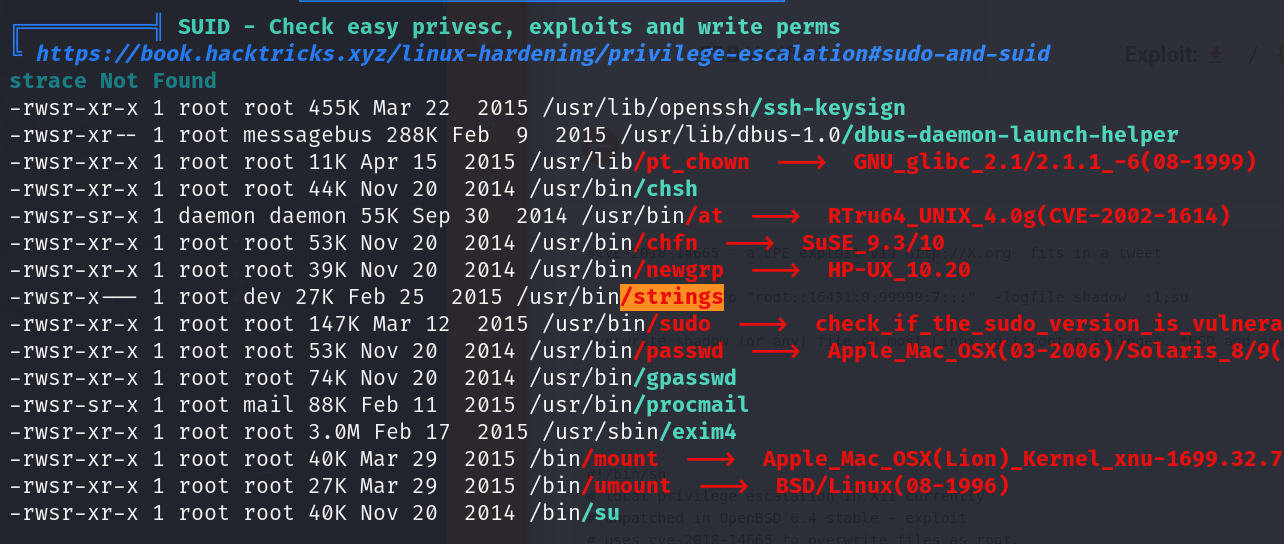 SUID - Check easy privesc, exploits and write perms
https://book.hacktricks.xyz/linux-hardening/privilege-escalation#sudo-and-suid
Exploit: /
strace Not Found
-rwsr-xr-x 1 root root 455K Mar 22  2015 /usr/lib/openssh/ssh-keysign
-rwsr-xr-- 1 root messagebus 288K Feb  9  2015 /usr/lib/dbus-1.0/dbus-daemon-launch-helper
-rwsr-xr-x 1 root root 11K Apr 15  2015 /usr/lib/pt_chown  --->  GNU_glibc_2.1/2.1.1_-6(08-1999)
-rwsr-xr-x 1 root root 44K Nov 20  2014 /usr/bin/chsh
-rwsr-sr-x 1 daemon daemon 55K Sep 30  2014 /usr/bin/at  --->  RTru64_UNIX_4.0g(CVE-2002-1614)
-rwsr-xr-x 1 root root 53K Nov 20  2014 /usr/bin/chfn  --->  SuSE_9.3/10
-rwsr-xr-x 1 root root 39K Nov 20  2014 /usr/bin/newgrp  --->  HP-UX_10.20
-rwsr-x--- 1 root dev 27K Feb 25  2015 /usr/bin/strings
-rwsr-xr-x 1 root root 147K Mar 12  2015 /usr/bin/sudo  --->  check_if_the_sudo_version_is_vulnera
-rwsr-xr-x 1 root root 53K Nov 20  2014 /usr/bin/passwd  --->  Apple_Mac_OSX(03-2006)/Solaris_8/9(
-rwsr-xr-x 1 root root 74K Nov 20  2014 /usr/bin/gpasswd
-rwsr-sr-x 1 root mail 88K Feb 11  2015 /usr/bin/procmail
-rwsr-xr-x 1 root root 3.0M Feb 17  2015 /usr/sbin/exim4
-rwsr-xr-x 1 root root 40K Mar 29  2015 /bin/mount  --->  Apple_Mac_OSX(Lion)_Kernel_xnu-1699.32.7
-rwsr-xr-x 1 root root 27K Mar 29  2015 /bin/umount  --->  BSD/Linux(08-1996)
-rwsr-xr-x 1 root root 40K Nov 20  2014 /bin/su